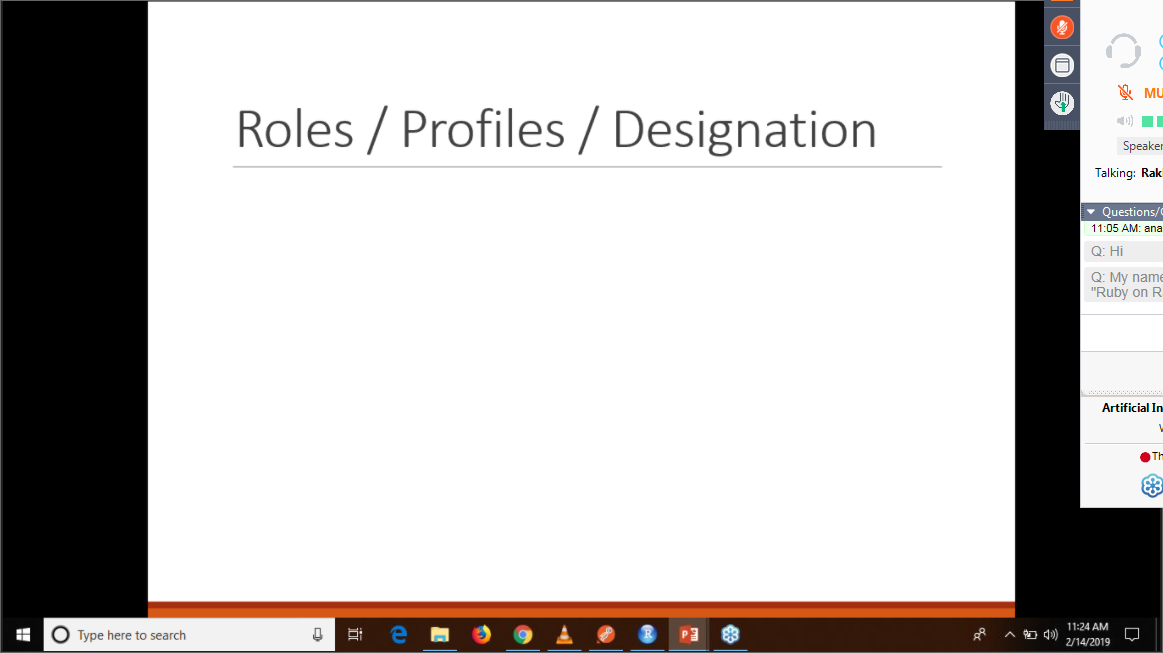 Roles / Profiles / Designation
MU
Speaker
Talking: Raki
Questions/
11:05 AM: ana
Q: Hi
Q: My name
"Ruby on R
Artificial In
Th
Type here to search
11:24 AM
2/14/2019